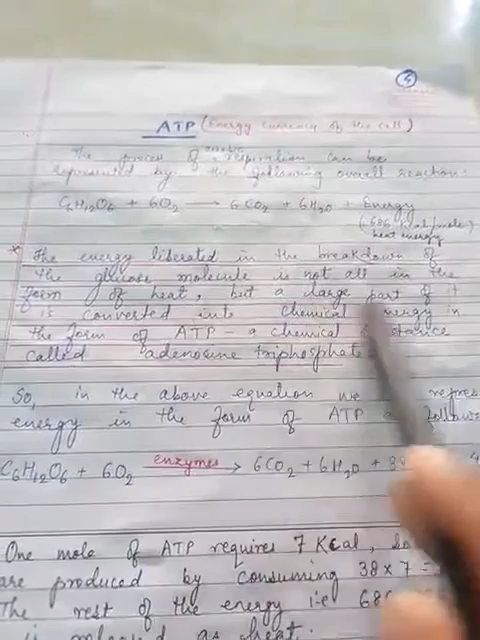 4
ATP (Energy currency of the cell)
The process of aerobic respiration can be
represented by the following overall reaction:
C6H12O6 + 6O2 → 6CO2 + 6H2O + Energy
(686 Kcal/mole)
heat energy
* The energy liberated in the breakdown of
the glucose molecule is not all in the
form of heat, but a large part of it
is converted into chemical energy in
the form of ATP - a chemical
called adenosine triphosphate
So, in the above equation we
energy in the form of ATP
C6H12O6 + 6O2 enzymes → 6CO2 + 6H2O +
One mole of ATP requires 7 Kcal,
are produced by consuming 38 x 7 =
The rest of the energy i.e
is released as heat.